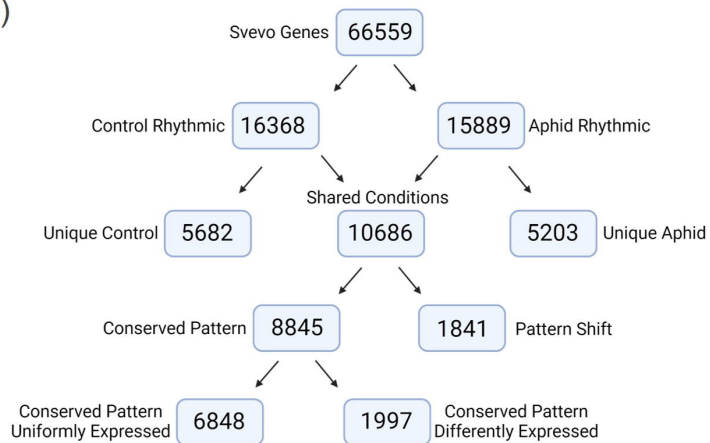 )
Svevo Genes 66559
Control Rhythmic 16368 15889 Aphid Rhythmic
Shared Conditions
Unique Control 5682 10686 5203 Unique Aphid
Conserved Pattern 8845 1841 Pattern Shift
Conserved Pattern
Uniformly Expressed 6848 1997 Conserved Pattern
Differently Expressed